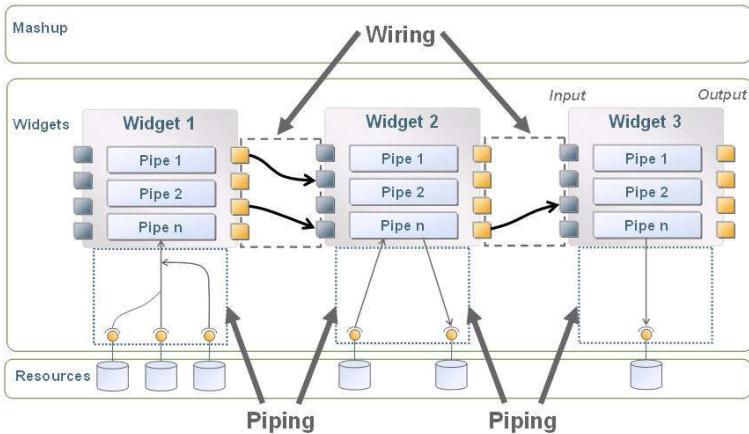 Mashup
Wiring
Input
Output
Widgets
Widget 1
Pipe 1
Pipe 2
Pipe n
Widget 2
Pipe 1
Pipe 2
Pipe n
Widget 3
Pipe 1
Pipe 2
Pipe n
Resources
Piping
Piping